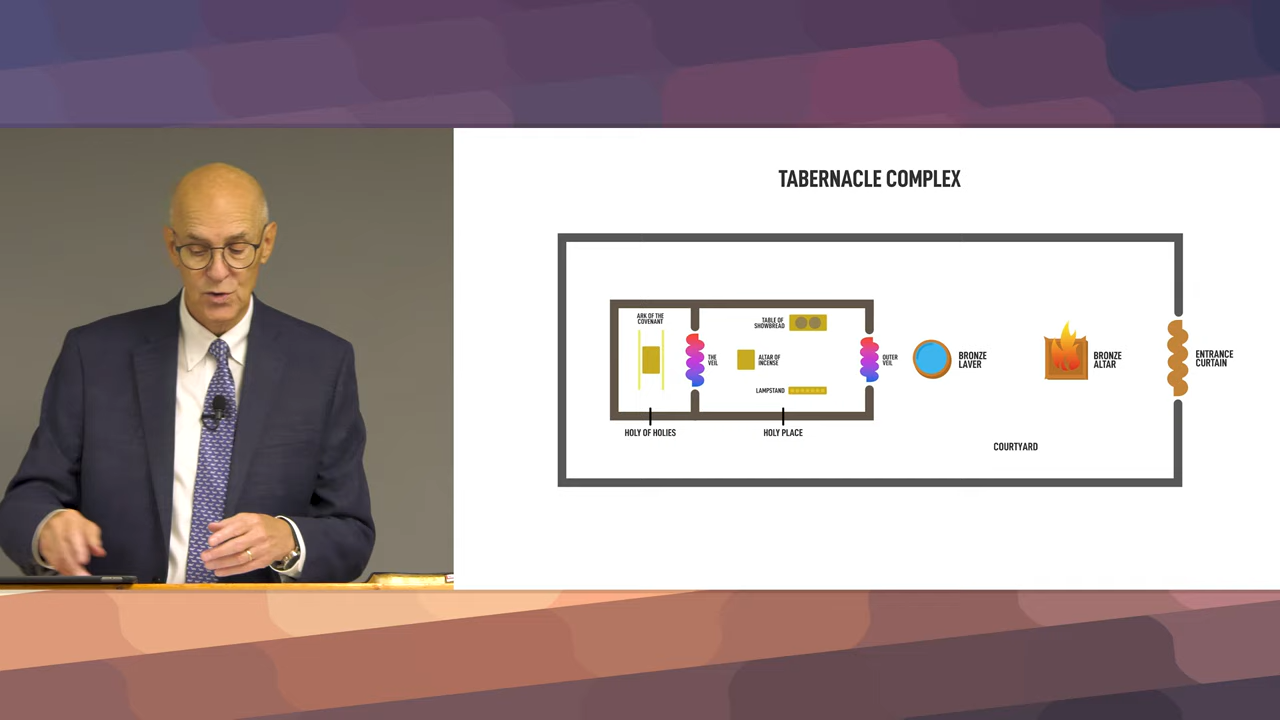 TABERNACLE COMPLEX
ARK OF THE
COVENANT
TABLE OF
SHOWBREAD
THE
VEIL
ALTAR OF
INCENSE
OUTER
VEIL
BRONZE
LAVER
BRONZE
ALTAR
ENTRANCE
CURTAIN
LAMPSTAND
HOLY OF HOLIES
HOLY PLACE
COURTYARD